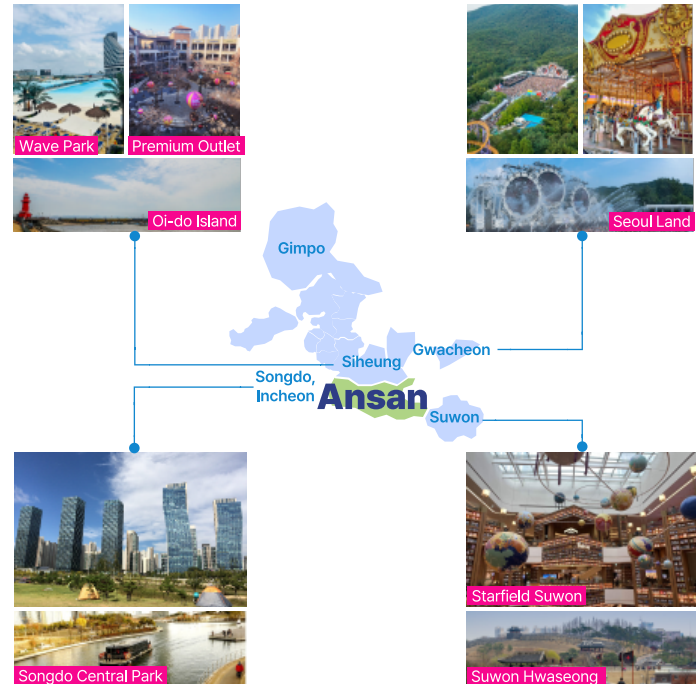 Wave Park
Premium Outlet
Oi-do Island
Seoul Land
Gimpo
Gwacheon
Siheung
Songdo,
Incheon
Ansan
Suwon
Starfield Suwon
Songdo Central Park
Suwon Hwaseong